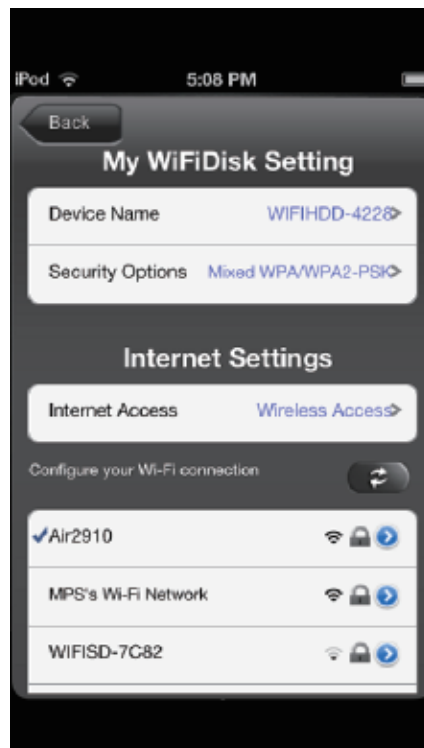 iPod 5:08 PM
Back
My WiFiDisk Setting
Device Name WIFIHDD-4228
Security Options Mixed WPA/WPA2-PSK
Internet Settings
Internet Access Wireless Access
Configure your Wi-Fi connection
Air2910
MPS's Wi-Fi Network
WIFISD-7C82